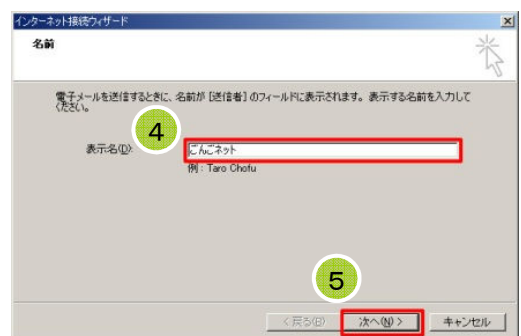 インターネット接続ウィザード
名前
電子メールを送信するときに、名前が [送信者] のフィールドに表示されます。表示する名前を入力して
ください。
4
表示名(D):
ごんごネット
例 : Taro Chofu
5
< 戻る(B)
次へ(N) >
キャンセル